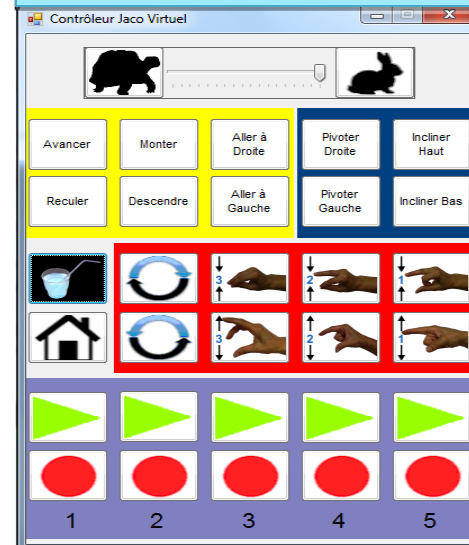 Contrôleur Jaco Virtuel
Avancer
Monter
Aller à
Droite
Pivoter
Droite
Incliner
Haut
Reculer
Descendre
Aller à
Gauche
Pivoter
Gauche
Incliner Bas
3
2
1
3
2
1
1 2 3 4 5